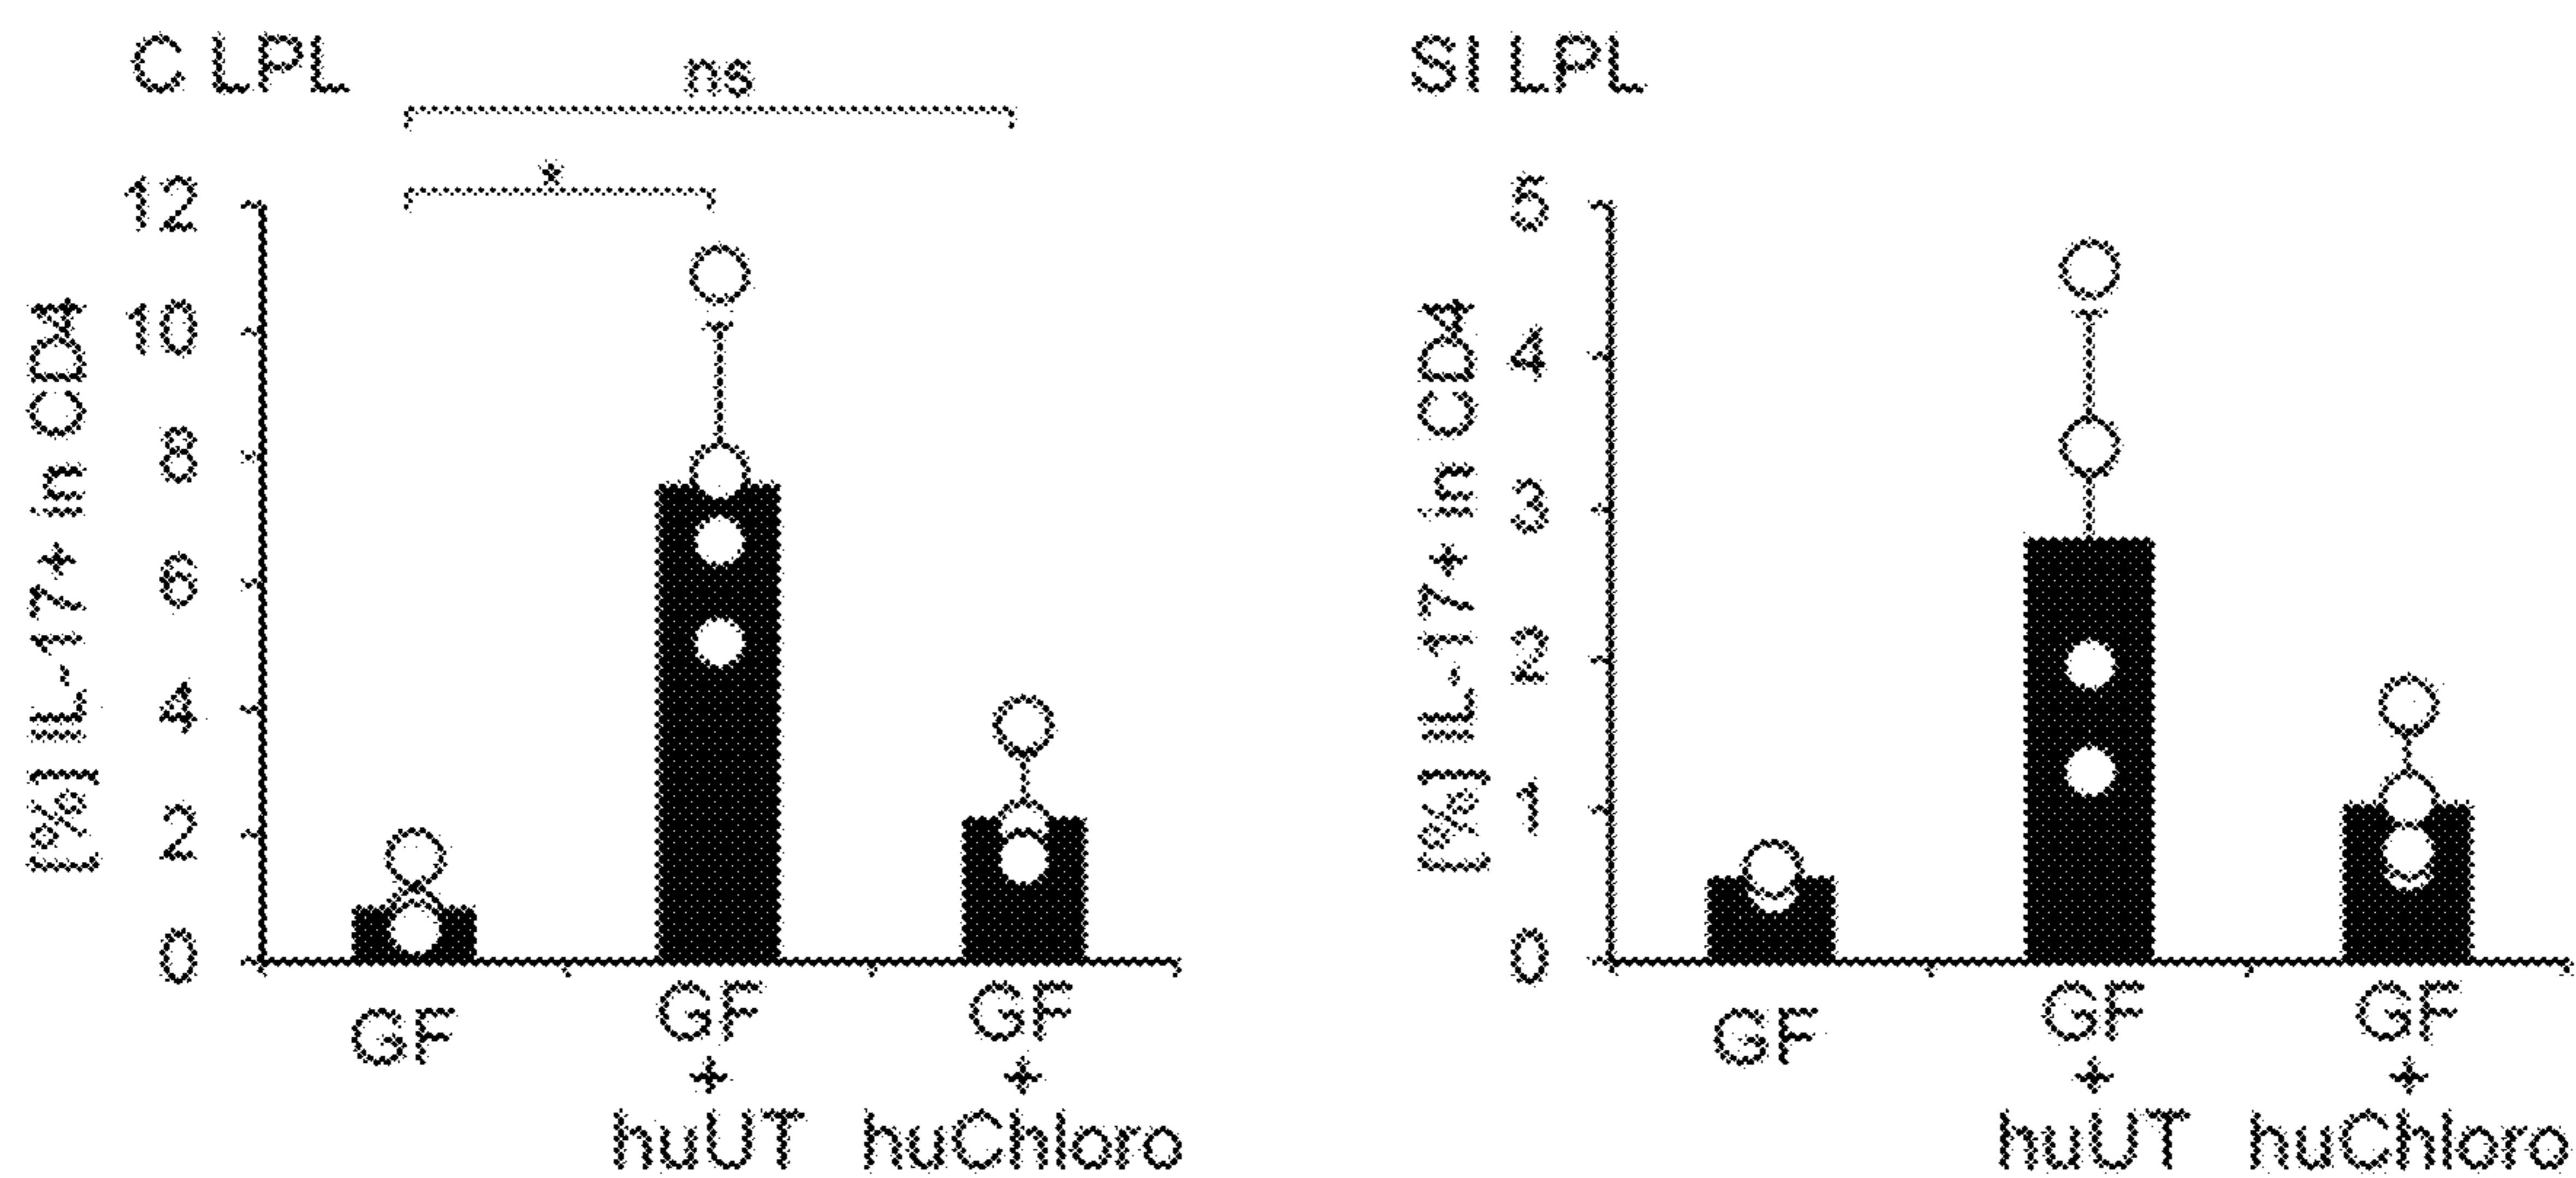 C LPL
ns
*
[%] IL-17+ in CD4
12
10
8
6
4
2
0
GF
GF
+
huUT
GF
+
huChloro
SI LPL
[%] IL-17+ in CD4
5
4
3
2
1
0
GF
GF
+
huUT
GF
+
huChloro